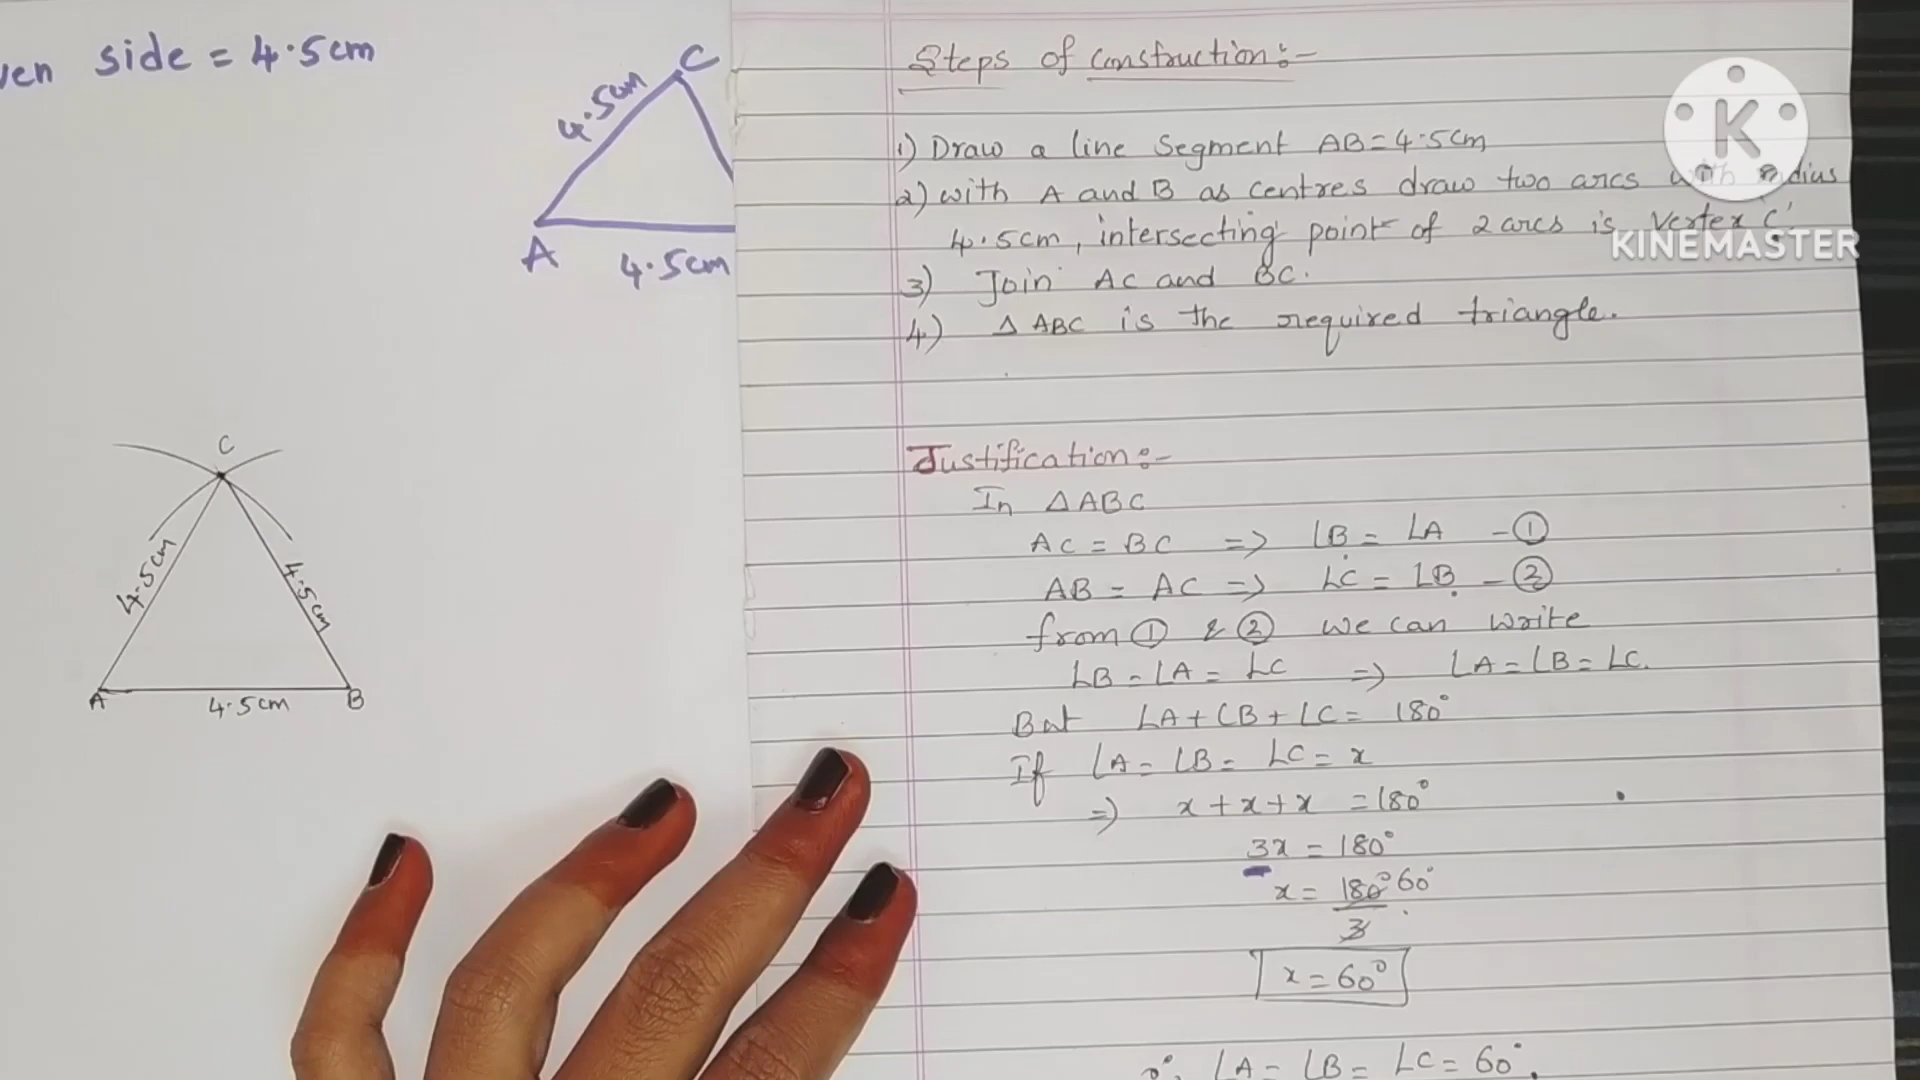 ven side = 4.5cm
C
4.5cm
A
4.5cm
C
4.5cm
4.5cm
A
4.5cm
B
Steps of construction:-
1) Draw a line segment AB=4.5cm
2) with A and B as centres draw two arcs with radius
4.5cm, intersecting point of 2 arcs is vertex 'C'
3) Join AC and BC.
4) ∆ ABC is the required triangle.
Justification:-
In ∆ABC
AC = BC => ∠B = ∠A - ①
AB = AC => ∠C = ∠B - ②
from ① & ② we can write
∠B = ∠A = ∠C => ∠A = ∠B = ∠C.
But ∠A + ∠B + ∠C = 180°
If ∠A = ∠B = ∠C = x
=> x + x + x = 180°
3x = 180°
x = 180° 60°
3
x = 60°
∴ ∠A = ∠B = ∠C = 60°.
K
KINEMASTER